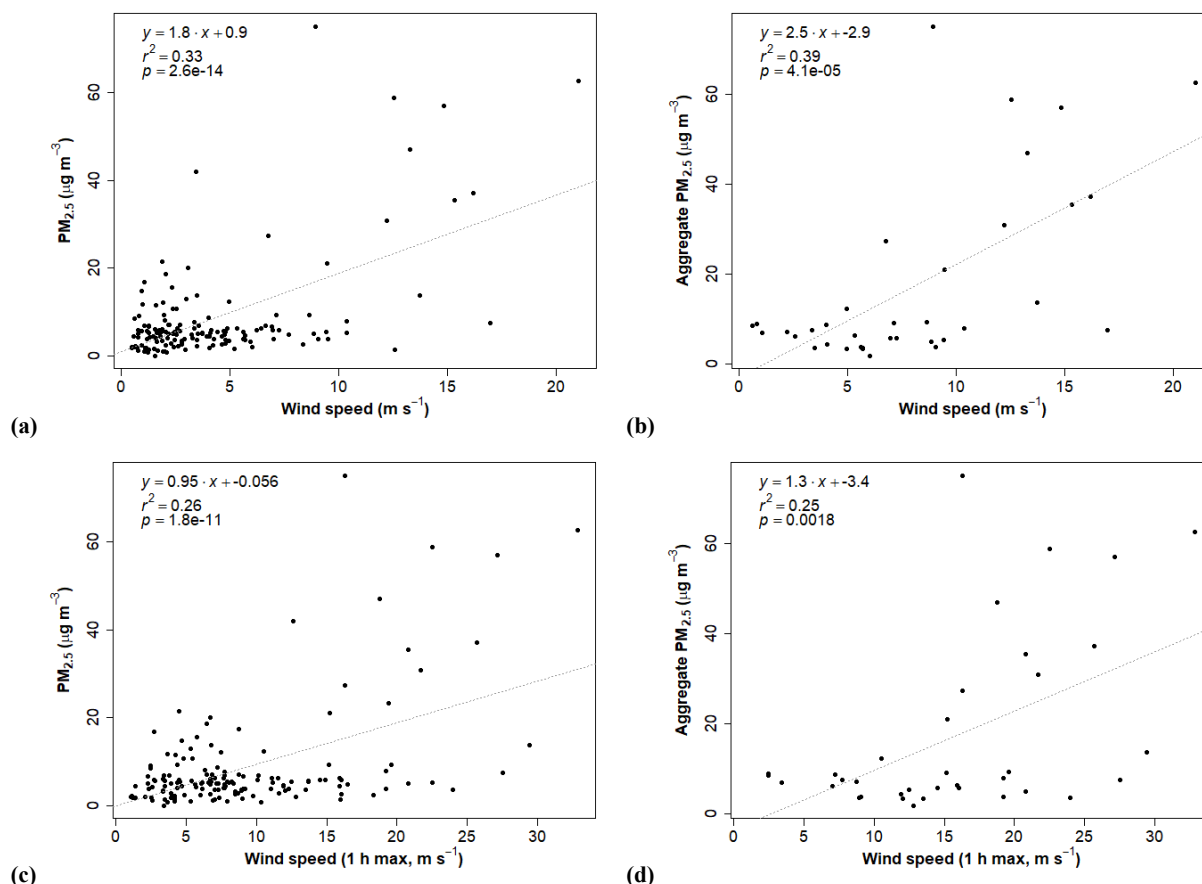 y = 1.8 · x + 0.9
r² = 0.33
p = 2.6e-14
PM2.5 (μg m⁻³)
60
40
20
0
0 5 10 15 20
Wind speed (m s⁻¹)
(a)
y = 2.5 · x + -2.9
r² = 0.39
p = 4.1e-05
Aggregate PM2.5 (μg m⁻³)
60
40
20
0
0 5 10 15 20
Wind speed (m s⁻¹)
(b)
y = 0.95 · x + -0.056
r² = 0.26
p = 1.8e-11
PM2.5 (μg m⁻³)
60
40
20
0
0 5 10 15 20 25 30
Wind speed (1 h max, m s⁻¹)
(c)
y = 1.3 · x + -3.4
r² = 0.25
p = 0.0018
Aggregate PM2.5 (μg m⁻³)
60
40
20
0
0 5 10 15 20 25 30
Wind speed (1 h max, m s⁻¹)
(d)